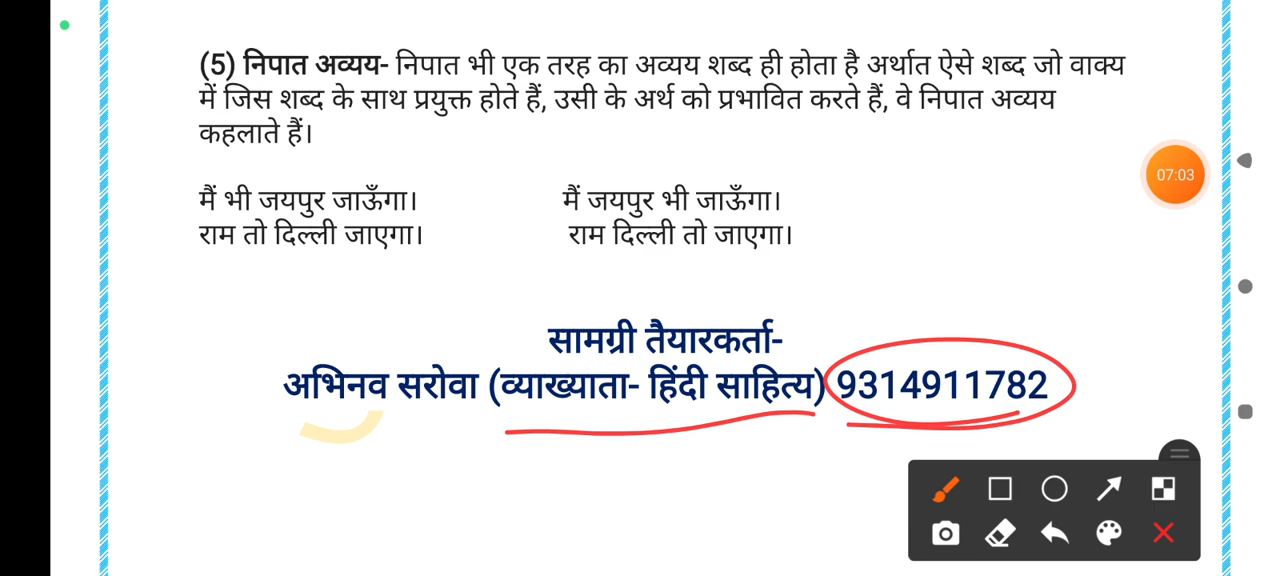 (5) निपात अव्यय- निपात भी एक तरह का अव्यय शब्द ही होता है अर्थात ऐसे शब्द जो वाक्य
में जिस शब्द के साथ प्रयुक्त होते हैं, उसी के अर्थ को प्रभावित करते हैं, वे निपात अव्यय
कहलाते हैं।
07:03
मैं भी जयपुर जाऊँगा। मैं जयपुर भी जाऊँगा।
राम तो दिल्ली जाएगा। राम दिल्ली तो जाएगा।
सामग्री तैयारकर्ता-
अभिनव सरोवा (व्याख्याता- हिंदी साहित्य) 9314911782